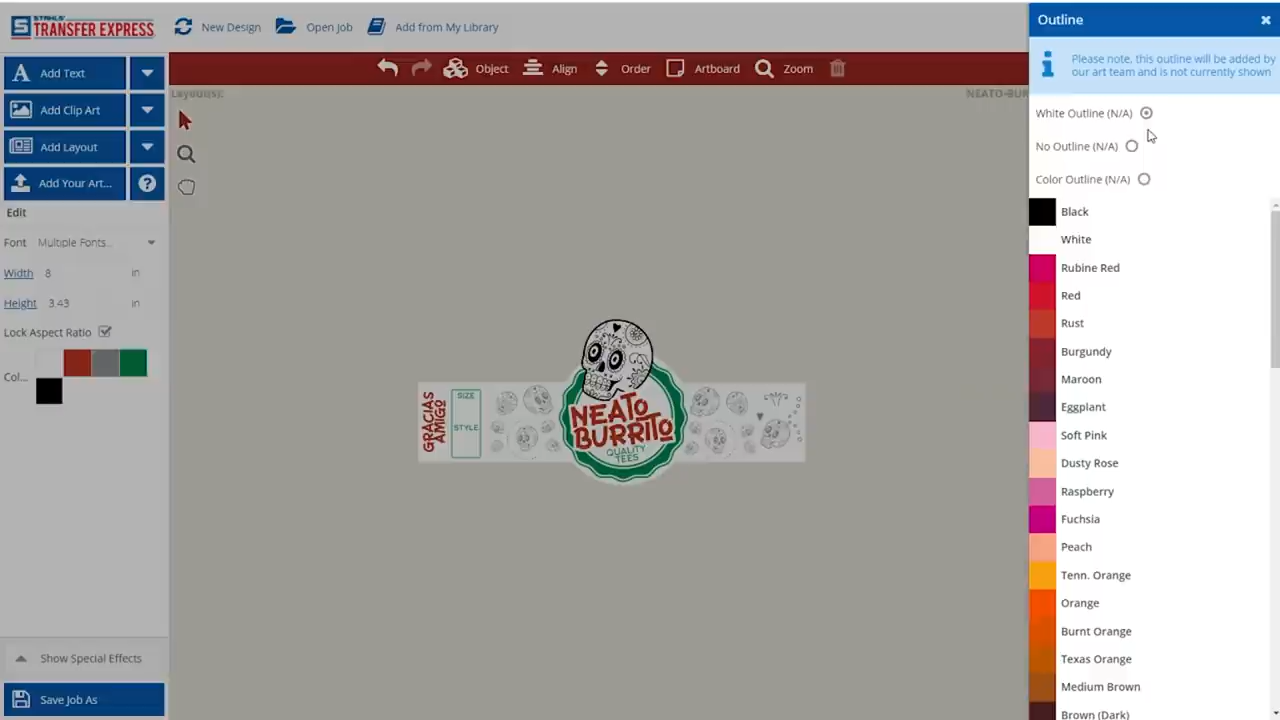 STAHLS'
TRANSFER EXPRESS
New Design
Open Job
Add from My Library
Add Text
Add Clip Art
Add Layout
Add Your Art...
?
Edit
Font Multiple Fonts...
Width 8 in
Height 3.43 in
Lock Aspect Ratio
Col...
Show Special Effects
Save Job As
Object
Align
Order
Artboard
Zoom
Layout(s):
NEATO-BUR
GRACIAS
AMIGO
SIZE
STYLE
NEATO
BURRITO
QUALITY
TEES
Outline
Please note, this outline will be added by
our art team and is not currently shown
White Outline (N/A)
No Outline (N/A)
Color Outline (N/A)
Black
White
Rubine Red
Red
Rust
Burgundy
Maroon
Eggplant
Soft Pink
Dusty Rose
Raspberry
Fuchsia
Peach
Tenn. Orange
Orange
Burnt Orange
Texas Orange
Medium Brown
Brown (Dark)